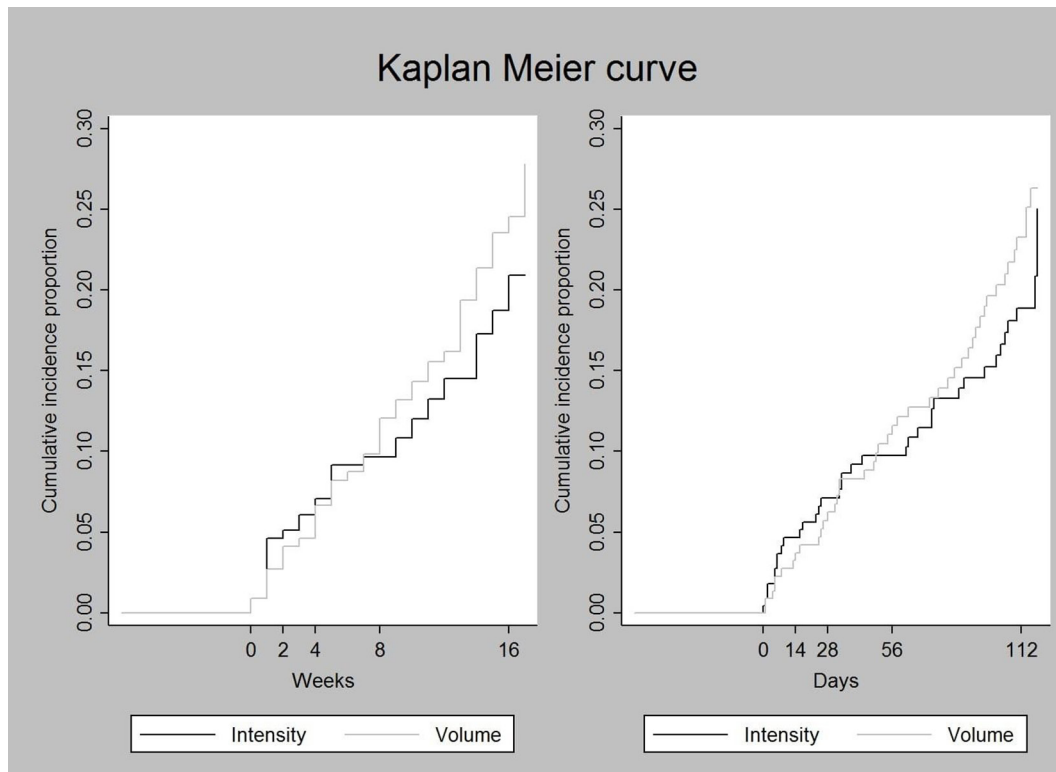 Kaplan Meier curve
Cumulative incidence proportion
0.30
0.25
0.20
0.15
0.10
0.05
0.00
0 2 4 8 16
Weeks
Intensity Volume
Cumulative incidence proportion
0.30
0.25
0.20
0.15
0.10
0.05
0.00
0 14 28 56 112
Days
Intensity Volume